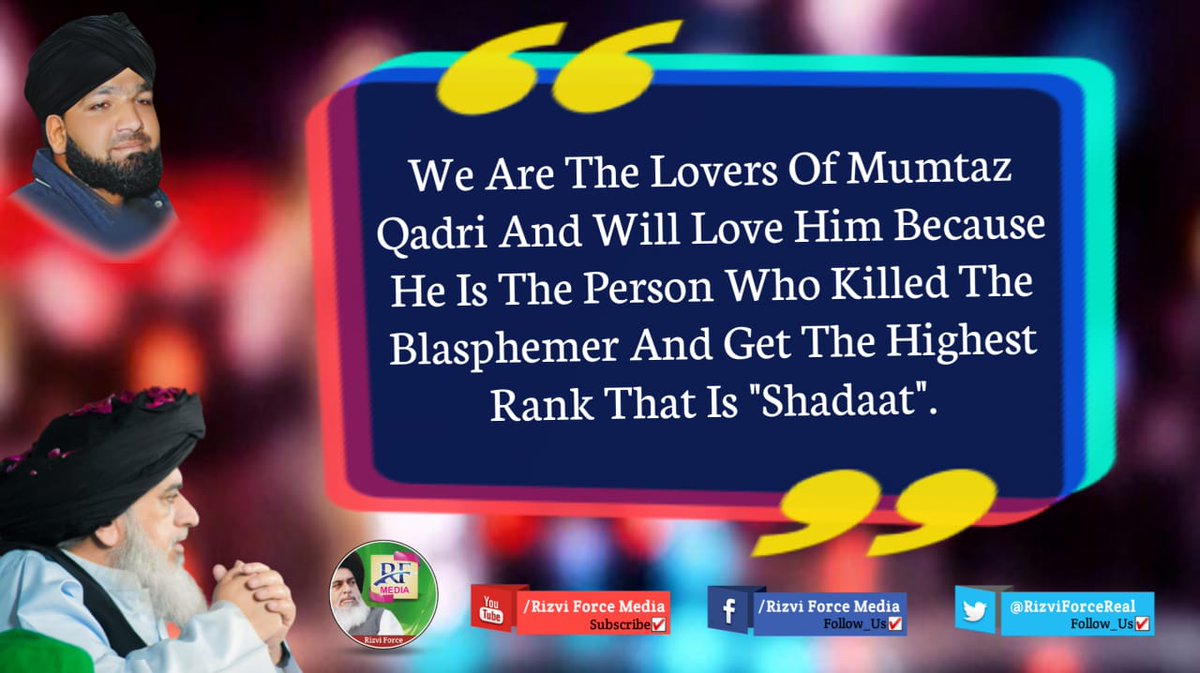 We Are The Lovers Of Mumtaz
Qadri And Will Love Him Because
He Is The Person Who Killed The
Blasphemer And Get The Highest
Rank That Is "Shadaat".
RF
MEDIA
Rizvi Force
You
Tube
/Rizvi Force Media
Subscribe
f
/Rizvi Force Media
Follow_Us
@RizviForceReal
Follow_Us